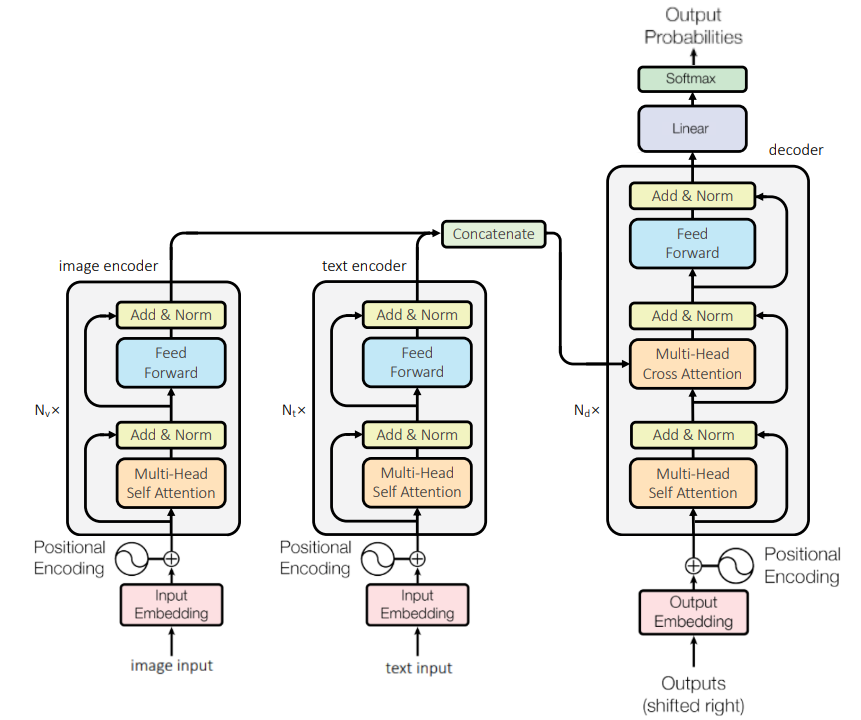 Output
Probabilities
Softmax
Linear
decoder
Add & Norm
Feed
Forward
Add & Norm
Multi-Head
Cross Attention
N_d×
Add & Norm
Multi-Head
Self Attention
Positional
Encoding
Output
Embedding
Outputs
(shifted right)
Concatenate
image encoder
Add & Norm
Feed
Forward
N_v×
Add & Norm
Multi-Head
Self Attention
Positional
Encoding
Input
Embedding
image input
text encoder
Add & Norm
Feed
Forward
N_t×
Add & Norm
Multi-Head
Self Attention
Positional
Encoding
Input
Embedding
text input